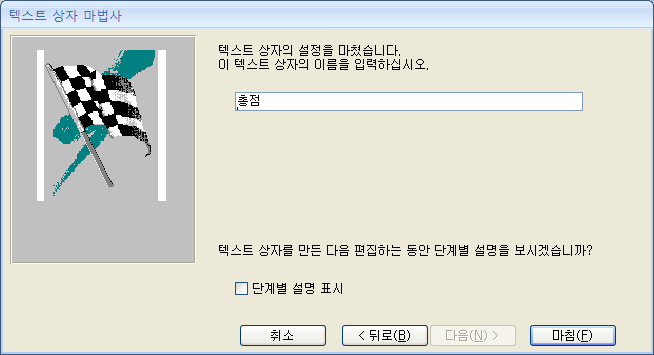 텍스트 상자 마법사
텍스트 상자의 설정을 마쳤습니다.
이 텍스트 상자의 이름을 입력하십시오.
총점
텍스트 상자를 만든 다음 편집하는 동안 단계별 설명을 보시겠습니까?
단계별 설명 표시
취소
< 뒤로(B)
다음(N) >
마침(F)